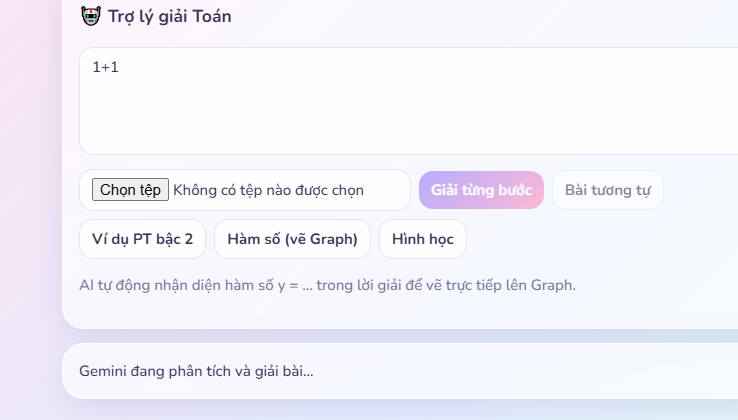 Trợ lý giải Toán
1+1
Chọn tệp Không có tệp nào được chọn
Giải từng bước
Bài tương tự
Ví dụ PT bậc 2
Hàm số (vẽ Graph)
Hình học
AI tự động nhận diện hàm số y = ... trong lời giải để vẽ trực tiếp lên Graph.
Gemini đang phân tích và giải bài...